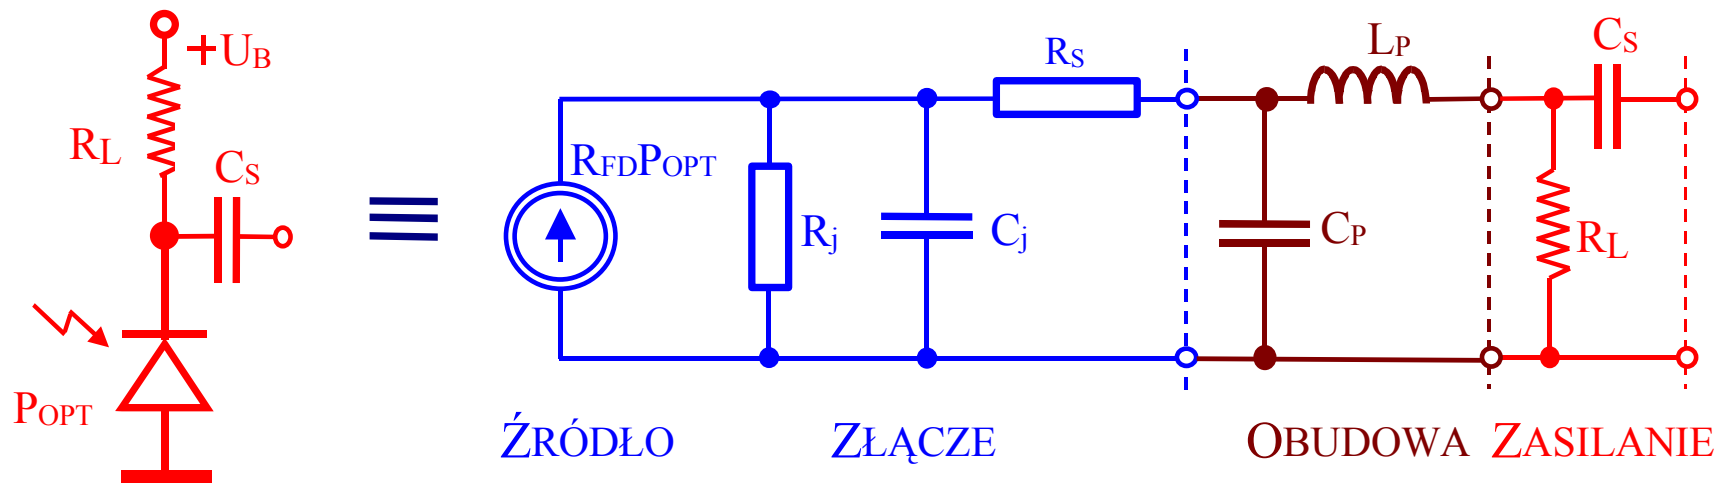 +UB
RL
CS
POPT
RFDPOPT
Rj
Cj
RS
CP
LP
CS
RL
ŹRÓDŁO
ZŁĄCZE
OBUDOWA
ZASILANIE